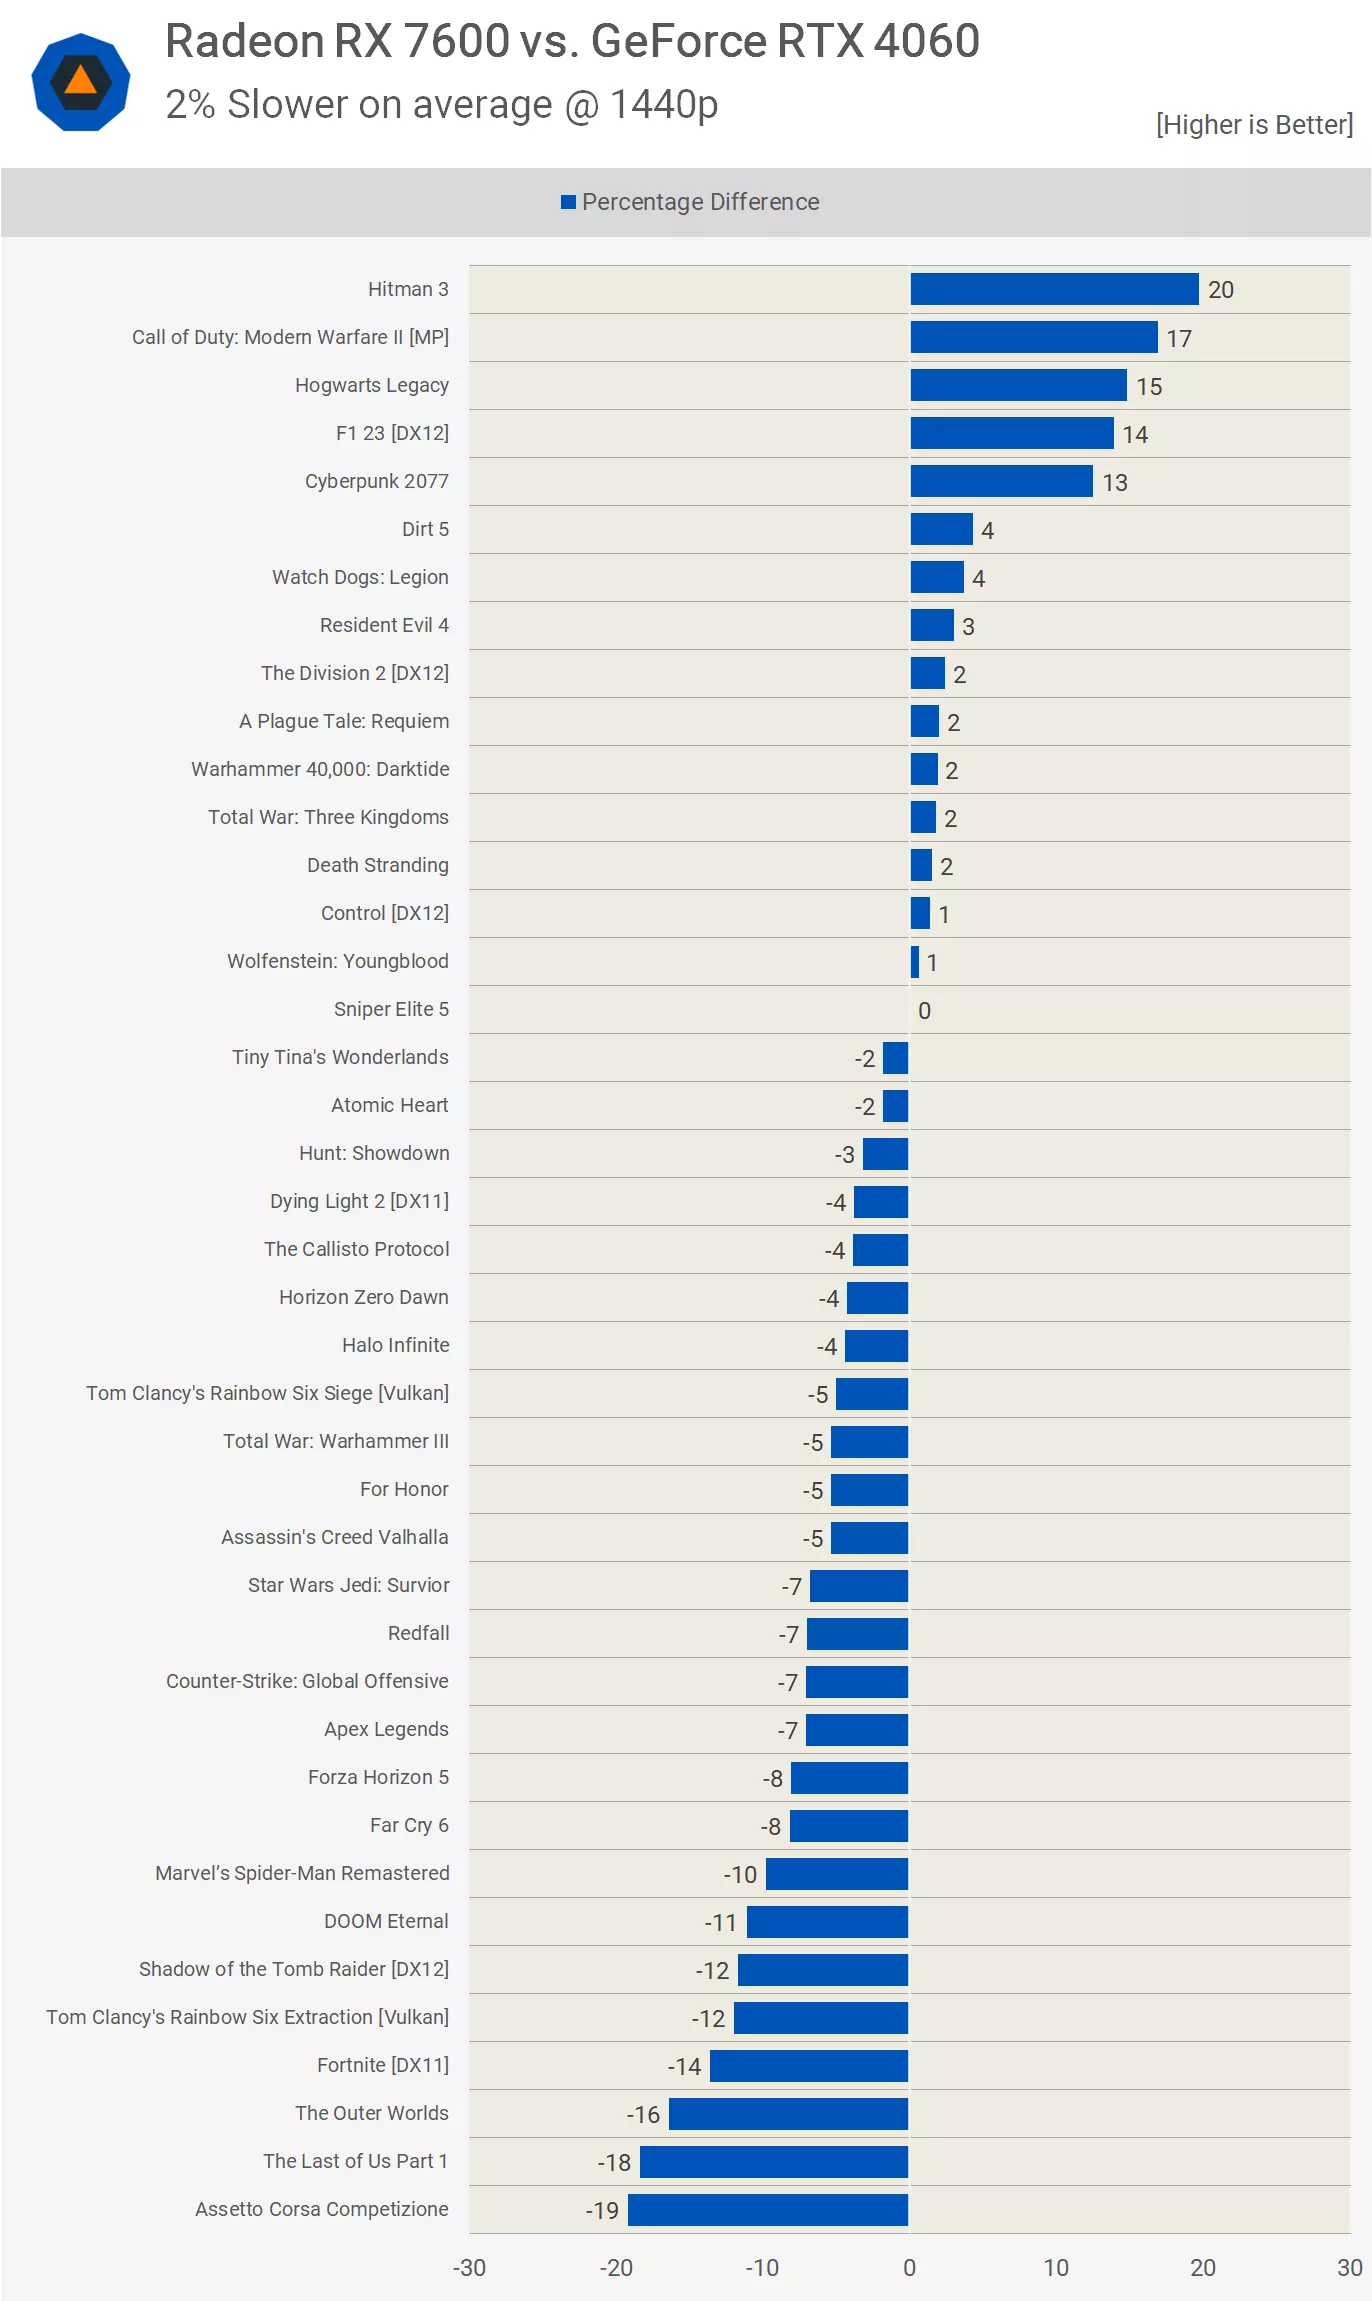 Radeon RX 7600 vs. GeForce RTX 4060
2% Slower on average @ 1440p
[Higher is Better]
Percentage Difference
Hitman 3 20
Call of Duty: Modern Warfare II [MP] 17
Hogwarts Legacy 15
F1 23 [DX12] 14
Cyberpunk 2077 13
Dirt 5 4
Watch Dogs: Legion 4
Resident Evil 4 3
The Division 2 [DX12] 2
A Plague Tale: Requiem 2
Warhammer 40,000: Darktide 2
Total War: Three Kingdoms 2
Death Stranding 2
Control [DX12] 1
Wolfenstein: Youngblood 1
Sniper Elite 5 0
Tiny Tina's Wonderlands -2
Atomic Heart -2
Hunt: Showdown -3
Dying Light 2 [DX11] -4
The Callisto Protocol -4
Horizon Zero Dawn -4
Halo Infinite -4
Tom Clancy's Rainbow Six Siege [Vulkan] -5
Total War: Warhammer III -5
For Honor -5
Assassin's Creed Valhalla -5
Star Wars Jedi: Survior -7
Redfall -7
Counter-Strike: Global Offensive -7
Apex Legends -7
Forza Horizon 5 -8
Far Cry 6 -8
Marvel’s Spider-Man Remastered -10
DOOM Eternal -11
Shadow of the Tomb Raider [DX12] -12
Tom Clancy's Rainbow Six Extraction [Vulkan] -12
Fortnite [DX11] -14
The Outer Worlds -16
The Last of Us Part 1 -18
Assetto Corsa Competizione -19
-30 -20 -10 0 10 20 30